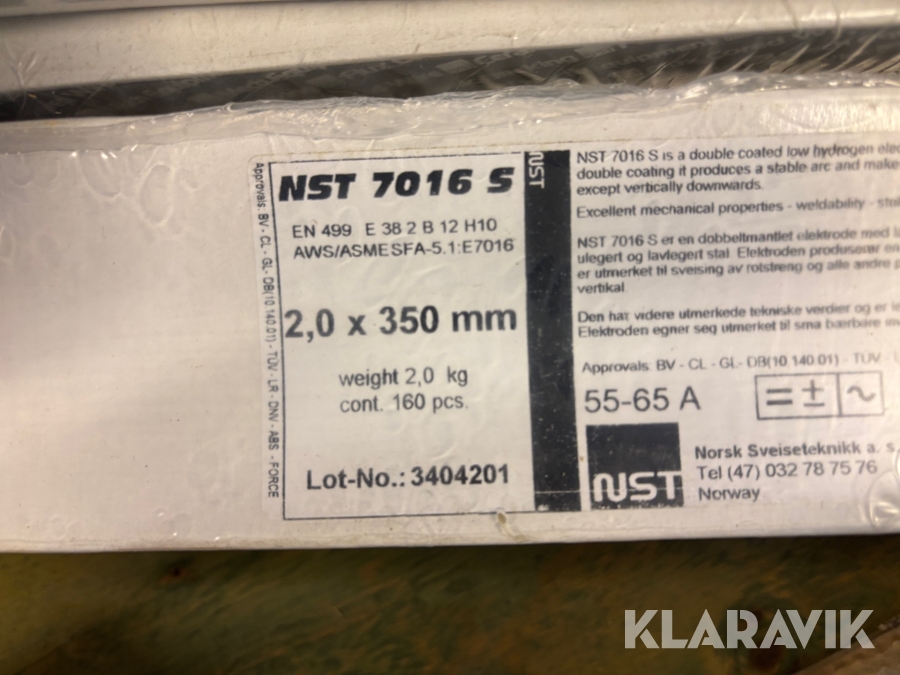 Approvals: BV - CL - GL - DB(10.140.01) - TÜV - LR - DNV - ABS - FORCE
NST 7016 S
EN 499 E 38 2 B 12 H10
AWS/ASMESFA-5.1:E7016
2,0 x 350 mm
weight 2,0 kg
cont. 160 pcs.
Lot-No.: 3404201
NST
NST 7016 S is a double coated low hydrogen
double coating it produces a stable arc and
except vertically downwards.
Excellent mechanical properties - weldability -
NST 7016 S er en dobbeltmantlet elektrode med
ulegert og lavlegert stal. Elektroden produserer
er utmerket til sveising av rotstreng og alle andre
vertikal.
Den har videre utmerkede tekniske verdier og er
Elektroden egner seg utmerket til sma bærbare
Approvals: BV - CL - GL - DB(10.140.01) - TÜV -
55-65 A
= ± ~
NST
Norsk Sveiseteknikk a. s.
Tel (47) 032 78 75 76
Norway
KLARAVIK